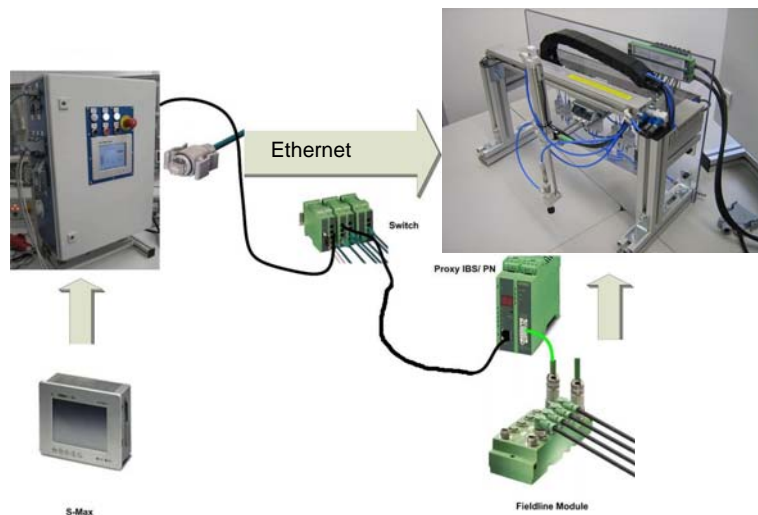 Ethernet
Switch
Proxy IBS/ PN
S-Max
Fieldline Module